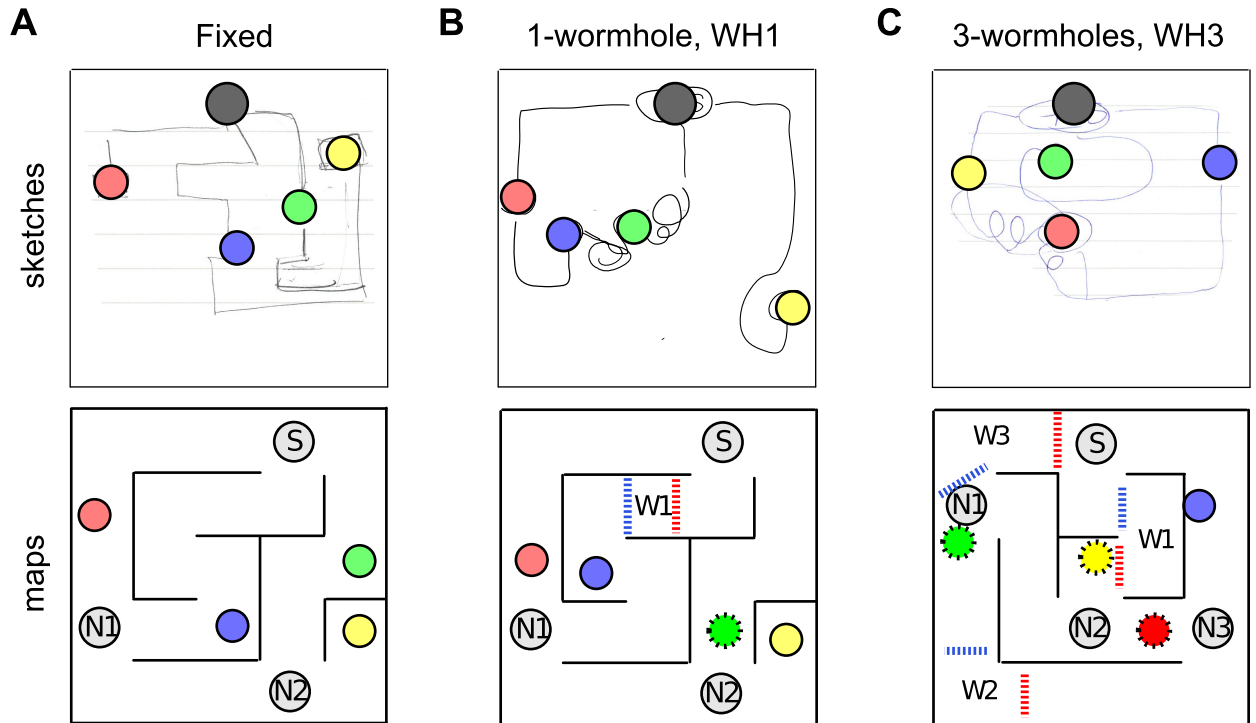 A
Fixed
B
1-wormhole, WH1
C
3-wormholes, WH3
sketches
maps
S
N1
N2
S
W1
N1
N2
W3
S
N1
W1
N2
N3
W2